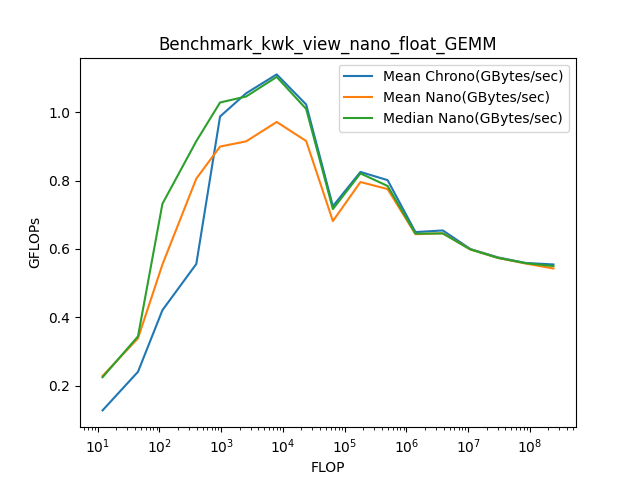 Benchmark_kwk_view_nano_float_GEMM
Mean Chrono(GBytes/sec)
Mean Nano(GBytes/sec)
Median Nano(GBytes/sec)
GFLOPs
1.0
0.8
0.6
0.4
0.2
10¹ 10² 10³ 10⁴ 10⁵ 10⁶ 10⁷ 10⁸
FLOP